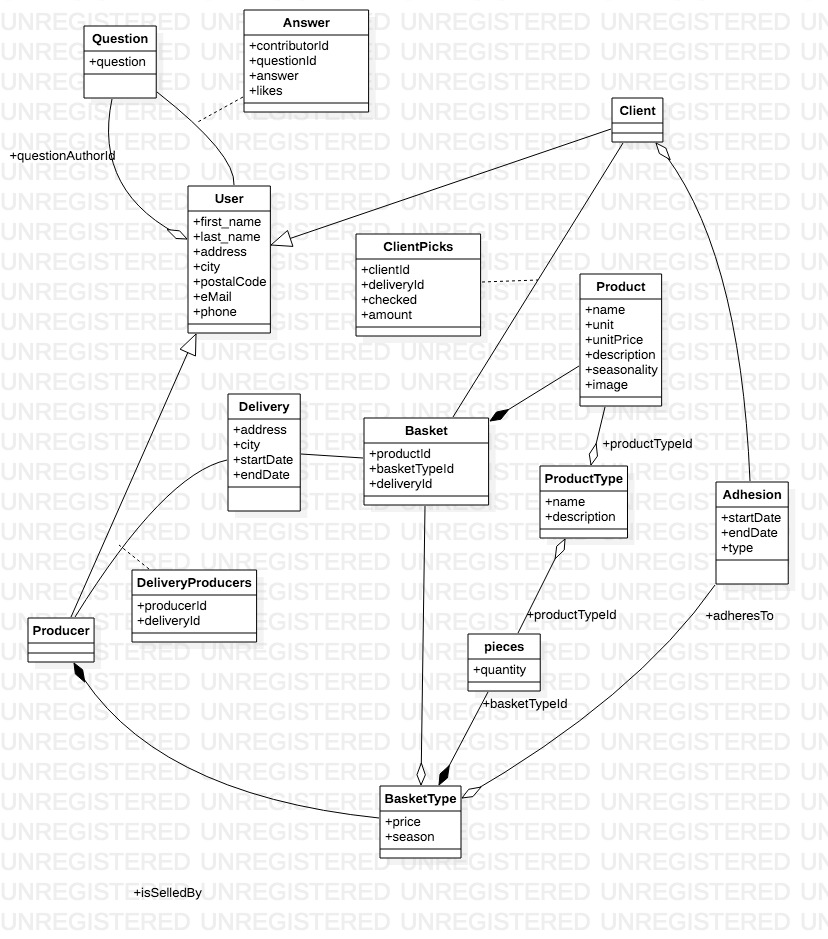 Question
+question
Answer
+contributorId
+questionId
+answer
+likes
Client
+questionAuthorId
User
+first_name
+last_name
+address
+city
+postalCode
+eMail
+phone
ClientPicks
+clientId
+deliveryId
+checked
+amount
Product
+name
+unit
+unitPrice
+description
+seasonality
+image
Delivery
+address
+city
+startDate
+endDate
Basket
+productId
+basketTypeId
+deliveryId
+productTypeId
ProductType
+name
+description
Adhesion
+startDate
+endDate
+type
DeliveryProducers
+producerId
+deliveryId
Producer
+productTypeId
+adheresTo
pieces
+quantity
+basketTypeId
BasketType
+price
+season
+isSelledBy
UNREGISTERED